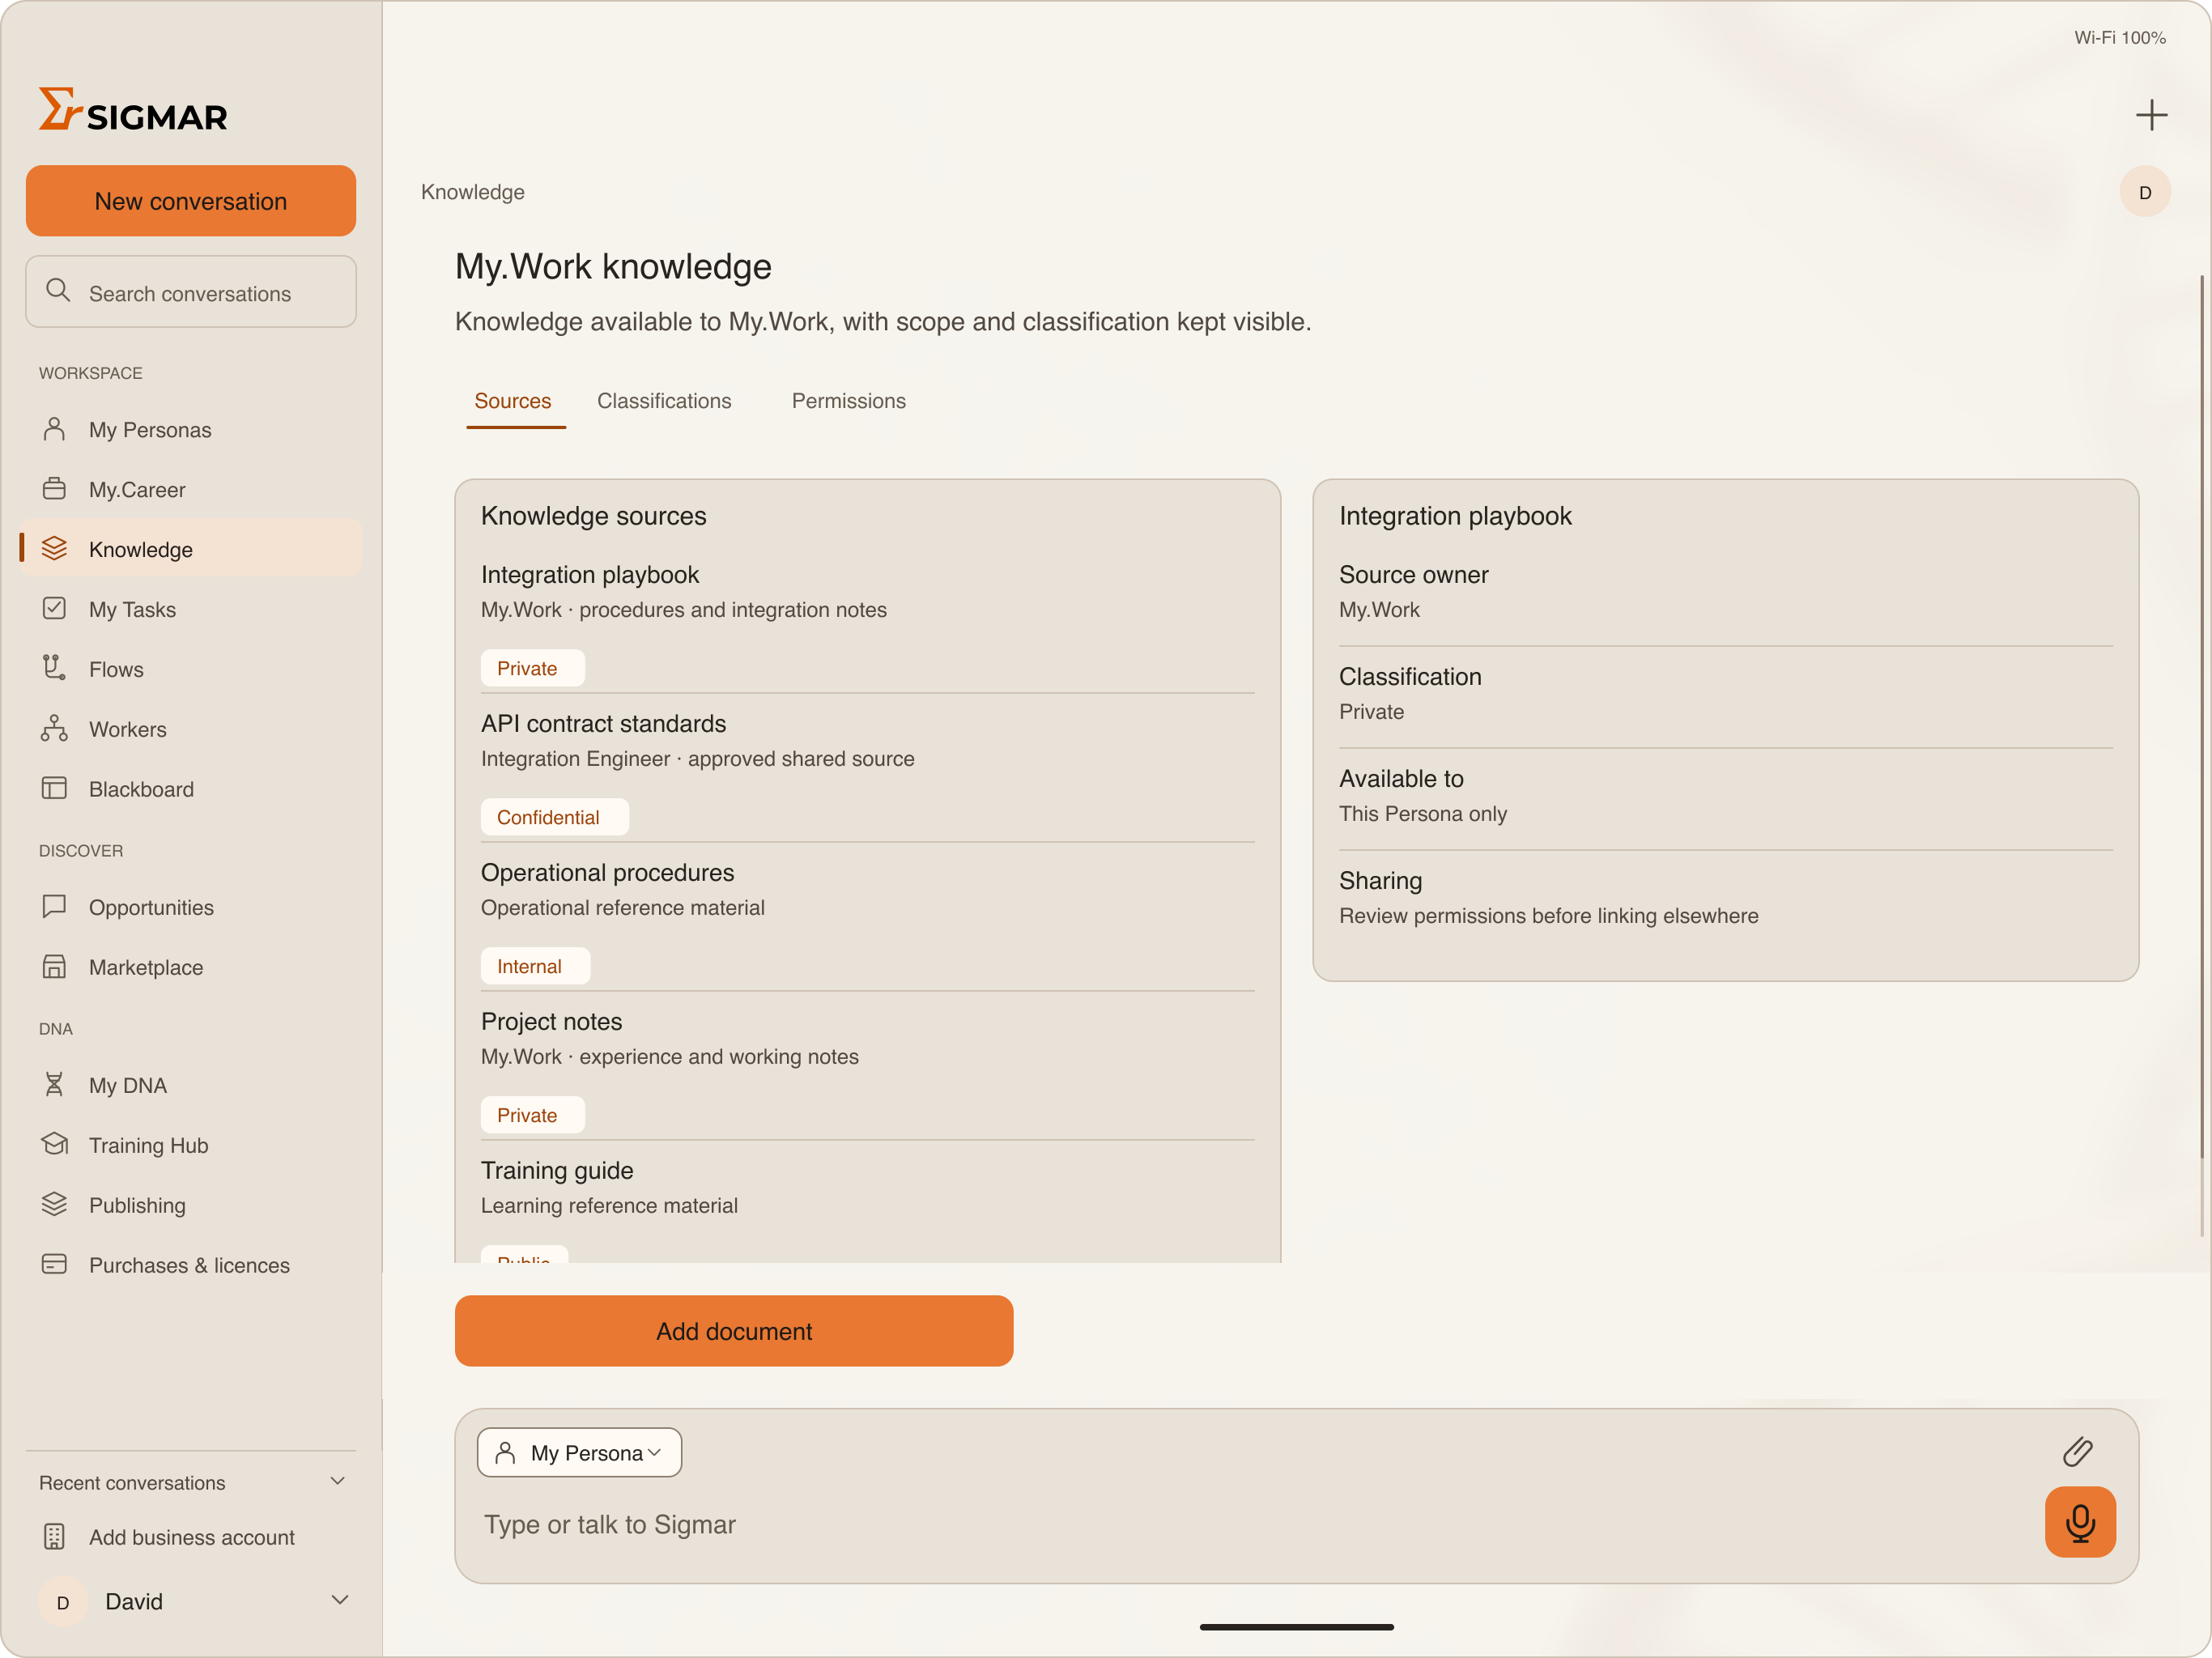 Wi-Fi 100%
SIGMAR
New conversation
Search conversations
WORKSPACE
My Personas
My.Career
Knowledge
My Tasks
Flows
Workers
Blackboard
DISCOVER
Opportunities
Marketplace
DNA
My DNA
Training Hub
Publishing
Purchases & licences
Recent conversations
Add business account
D
David
Knowledge
D
My.Work knowledge
Knowledge available to My.Work, with scope and classification kept visible.
Sources
Classifications
Permissions
Knowledge sources
Integration playbook
My.Work · procedures and integration notes
Private
API contract standards
Integration Engineer · approved shared source
Confidential
Operational procedures
Operational reference material
Internal
Project notes
My.Work · experience and working notes
Private
Training guide
Learning reference material
Public
Integration playbook
Source owner
My.Work
Classification
Private
Available to
This Persona only
Sharing
Review permissions before linking elsewhere
Add document
My Persona
Type or talk to Sigmar